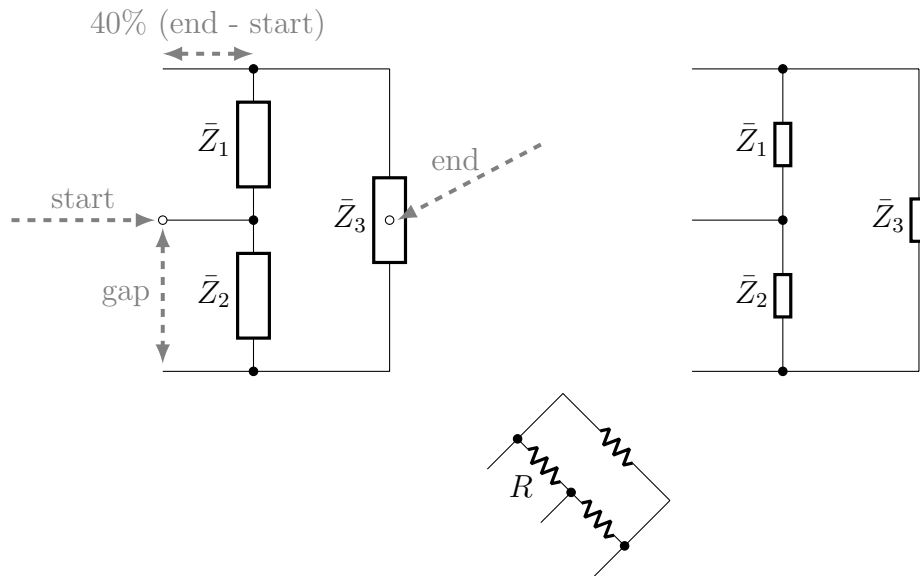 40% (end - start)
Z̄₁
start
Z̄₃
end
gap
Z̄₂
Z̄₁
Z̄₃
Z̄₂
R